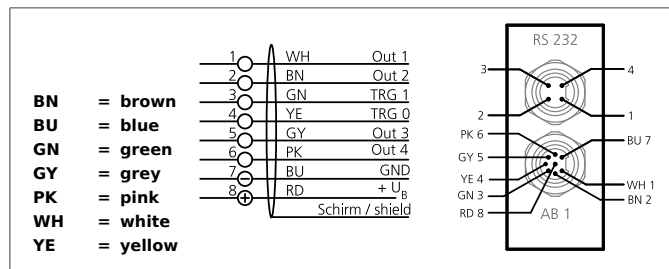 BN = brown
BU = blue
GN = green
GY = grey
PK = pink
WH = white
YE = yellow
1 WH Out 1
2 BN Out 2
3 GN TRG 1
4 YE TRG 0
5 GY Out 3
6 PK Out 4
7 BU GND
8 RD + UB
Schirm / shield
RS 232
3 4
2 1
PK 6
BU 7
GY 5
YE 4
WH 1
GN 3
BN 2
RD 8
AB 1